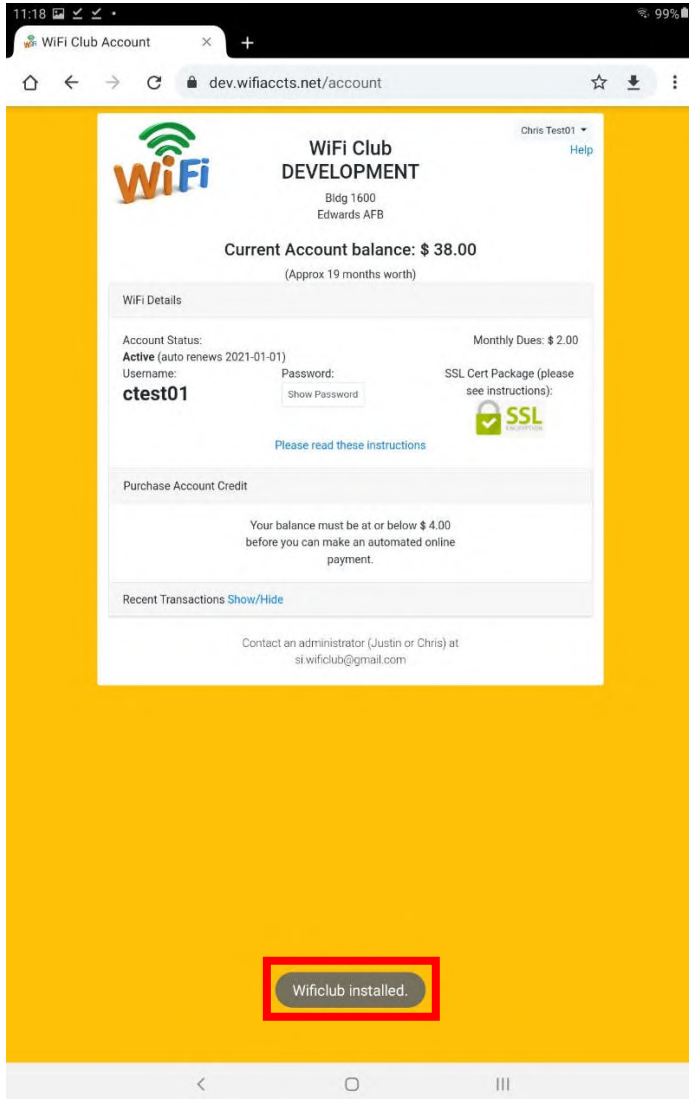 11:18
99%
WiFi Club Account
dev.wifiaccts.net/account
WiFi
WiFi Club
DEVELOPMENT
Bldg 1600
Edwards AFB
Chris Test01
Help
Current Account balance: $ 38.00
(Approx 19 months worth)
WiFi Details
Account Status:
Active (auto renews 2021-01-01)
Monthly Dues: $ 2.00
Username:
ctest01
Password:
Show Password
SSL Cert Package (please
see instructions):
SSL
ENCRYPTION
Please read these instructions
Purchase Account Credit
Your balance must be at or below $ 4.00
before you can make an automated online
payment.
Recent Transactions Show/Hide
Contact an administrator (Justin or Chris) at
si.wificlub@gmail.com
Wificlub installed.